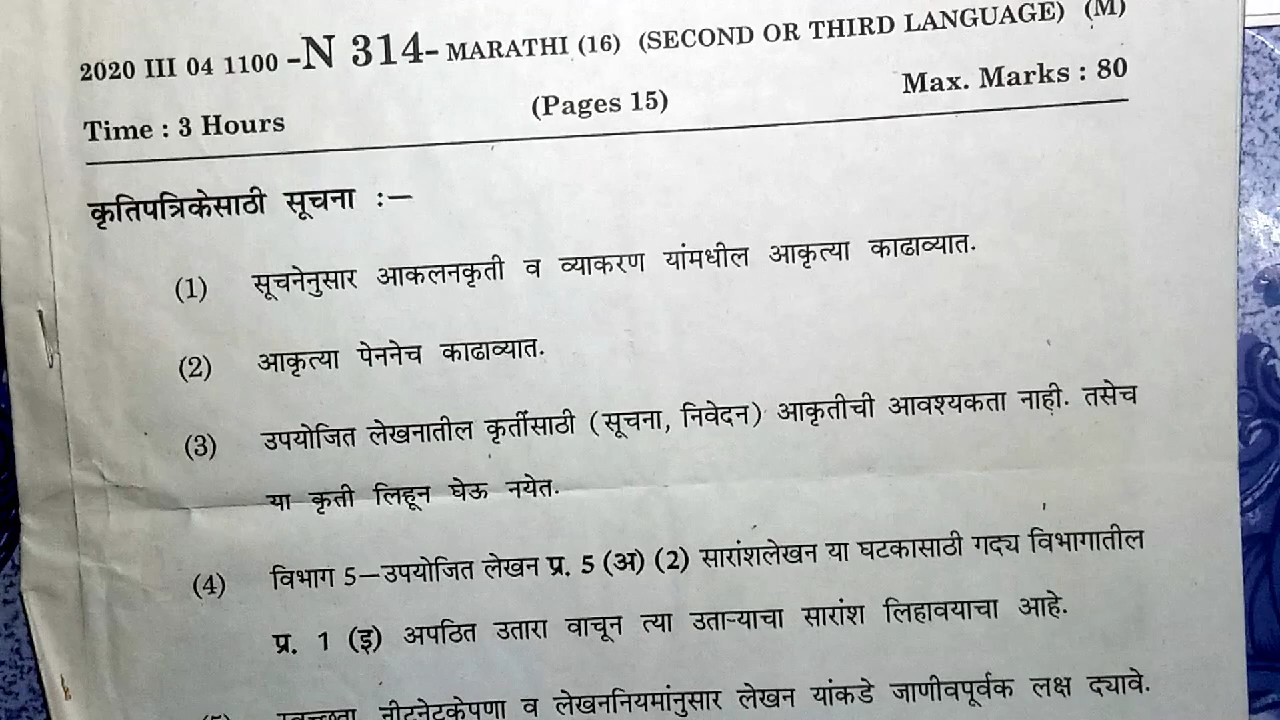 2020 III 04 1100 -N 314- MARATHI (16) (SECOND OR THIRD LANGUAGE) (M)
Time : 3 Hours (Pages 15) Max. Marks : 80
कृतिपत्रिकेसाठी सूचना :—
(1) सूचनेनुसार आकलनकृती व व्याकरण यांमधील आकृत्या काढाव्यात.
(2) आकृत्या पेननेच काढाव्यात.
(3) उपयोजित लेखनातील कृतींसाठी (सूचना, निवेदन) आकृतीची आवश्यकता नाही. तसेच
या कृती लिहून घेऊ नयेत.
(4) विभाग 5—उपयोजित लेखन प्र. 5 (अ) (2) सारांशलेखन या घटकासाठी गद्य विभागातील
प्र. 1 (इ) अपठित उतारा वाचून त्या उताऱ्याचा सारांश लिहावयाचा आहे.
(5) स्वच्छता नीटनेटकेपणा व लेखननियमांनुसार लेखन यांकडे जाणीवपूर्वक लक्ष द्यावे.